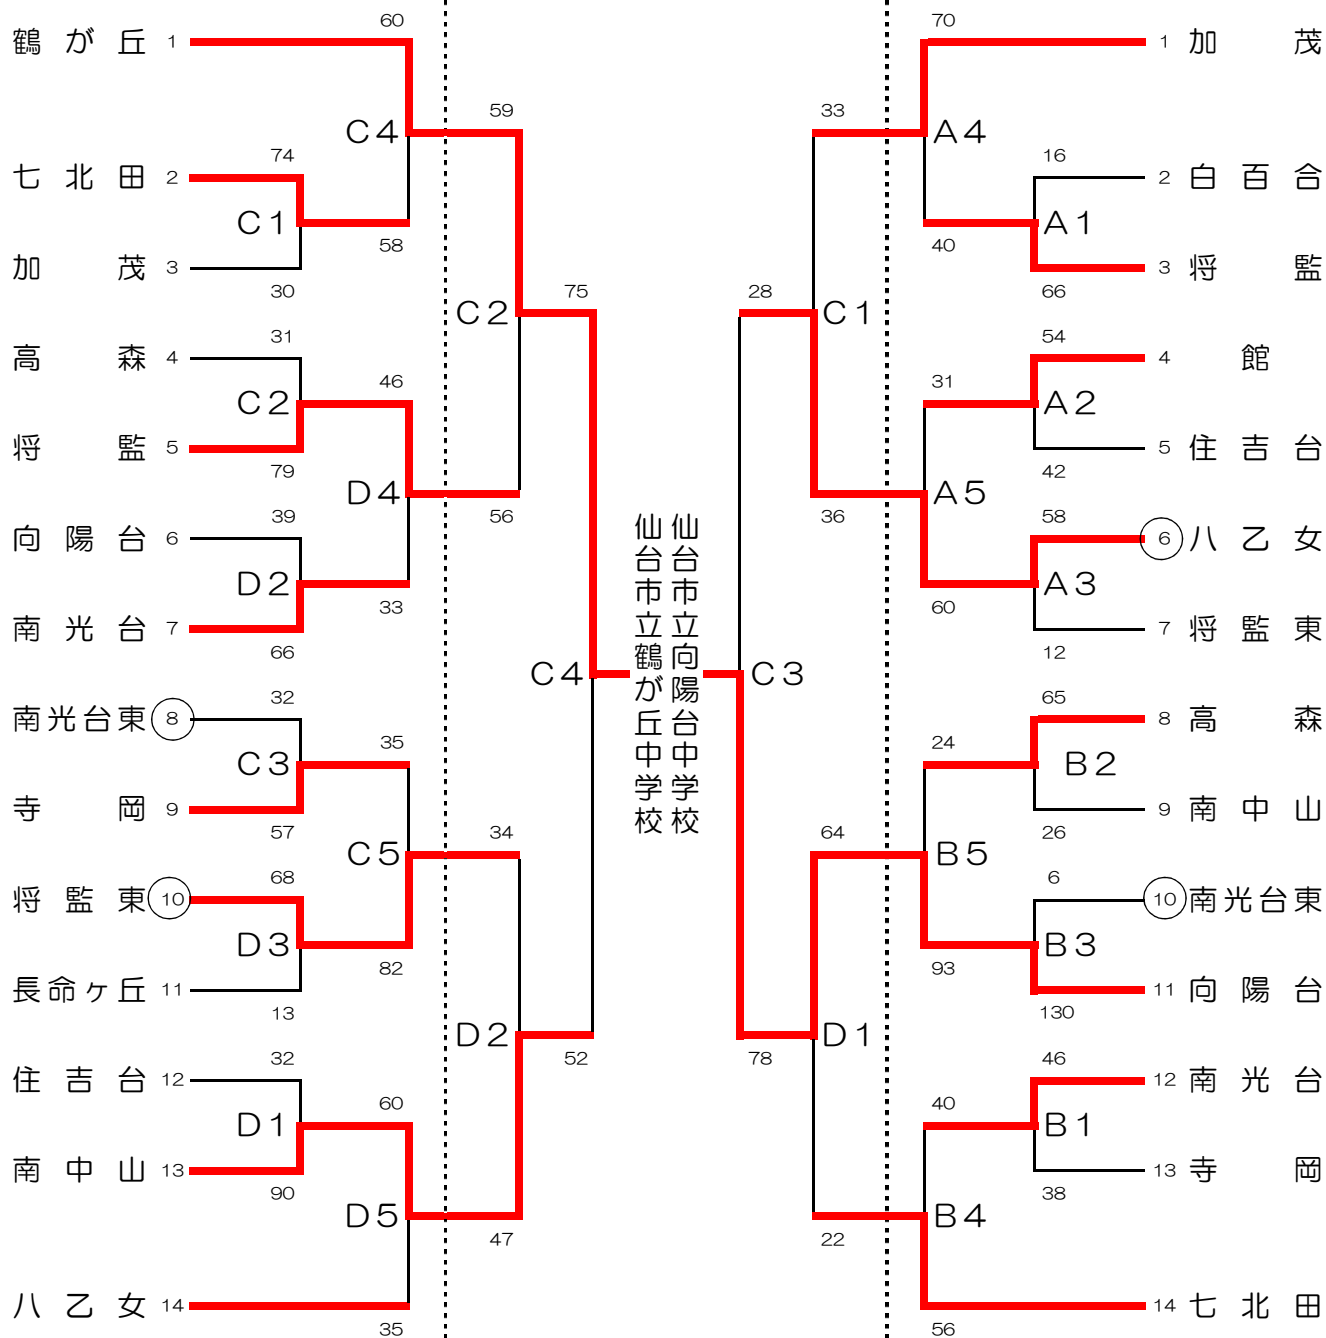 60
70
鶴が丘 1
1 加茂
59
33
C4
A4
74
16
七北田 2
2 白百合
C1
A1
58
40
加茂 3
3 将監
30
66
75
28
C2
C1
31
54
高森 4
4 館
46
31
C2
A2
将監 5
5 住吉台
79
42
D4
A5
39
56
36
58
向陽台 6
6 八乙女
D2
A3
33
60
南光台 7
7 将監東
66
12
仙台市立鶴が丘中学校
仙台市立向陽台中学校
C4
C3
32
65
南光台東 8
8 高森
35
24
C3
B2
寺岡 9
9 南中山
57
26
34
64
C5
B5
68
6
将監東 10
10 南光台東
D3
B3
82
93
長命ヶ丘 11
11 向陽台
13
130
D2
D1
32
52
78
46
住吉台 12
12 南光台
60
40
D1
B1
南中山 13
13 寺岡
90
38
D5
B4
47
22
八乙女 14
14 七北田
35
56